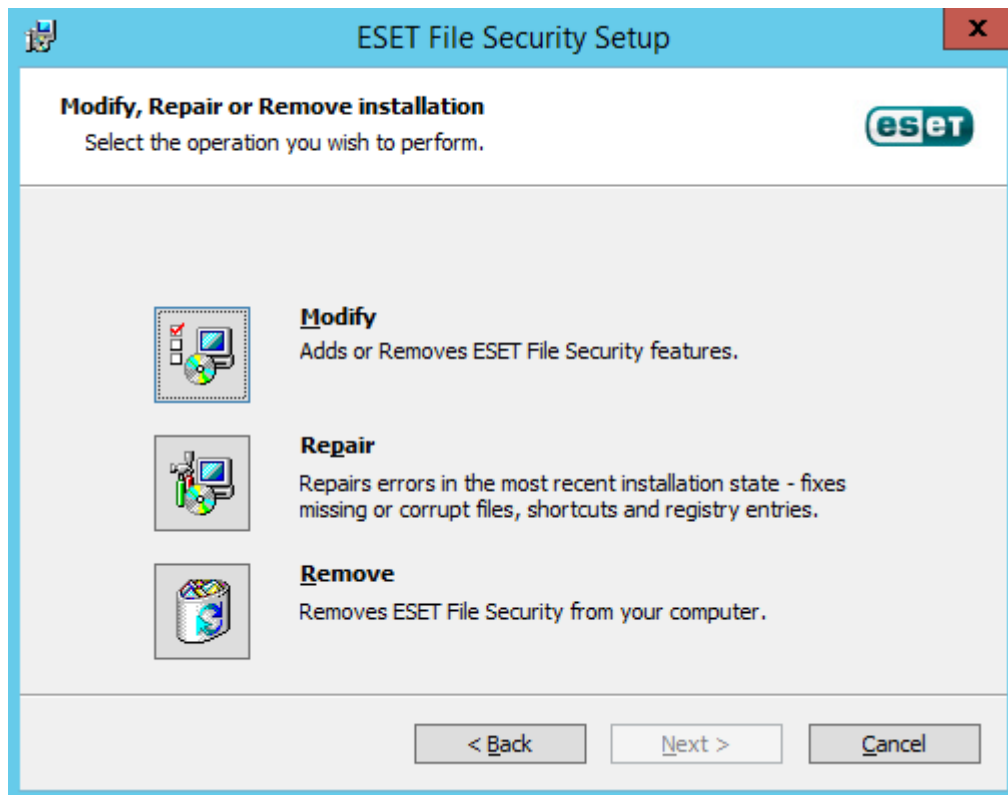 ESET File Security Setup
x
Modify, Repair or Remove installation
Select the operation you wish to perform.
eseT
Modify
Adds or Removes ESET File Security features.
Repair
Repairs errors in the most recent installation state - fixes
missing or corrupt files, shortcuts and registry entries.
Remove
Removes ESET File Security from your computer.
< Back
Next >
Cancel